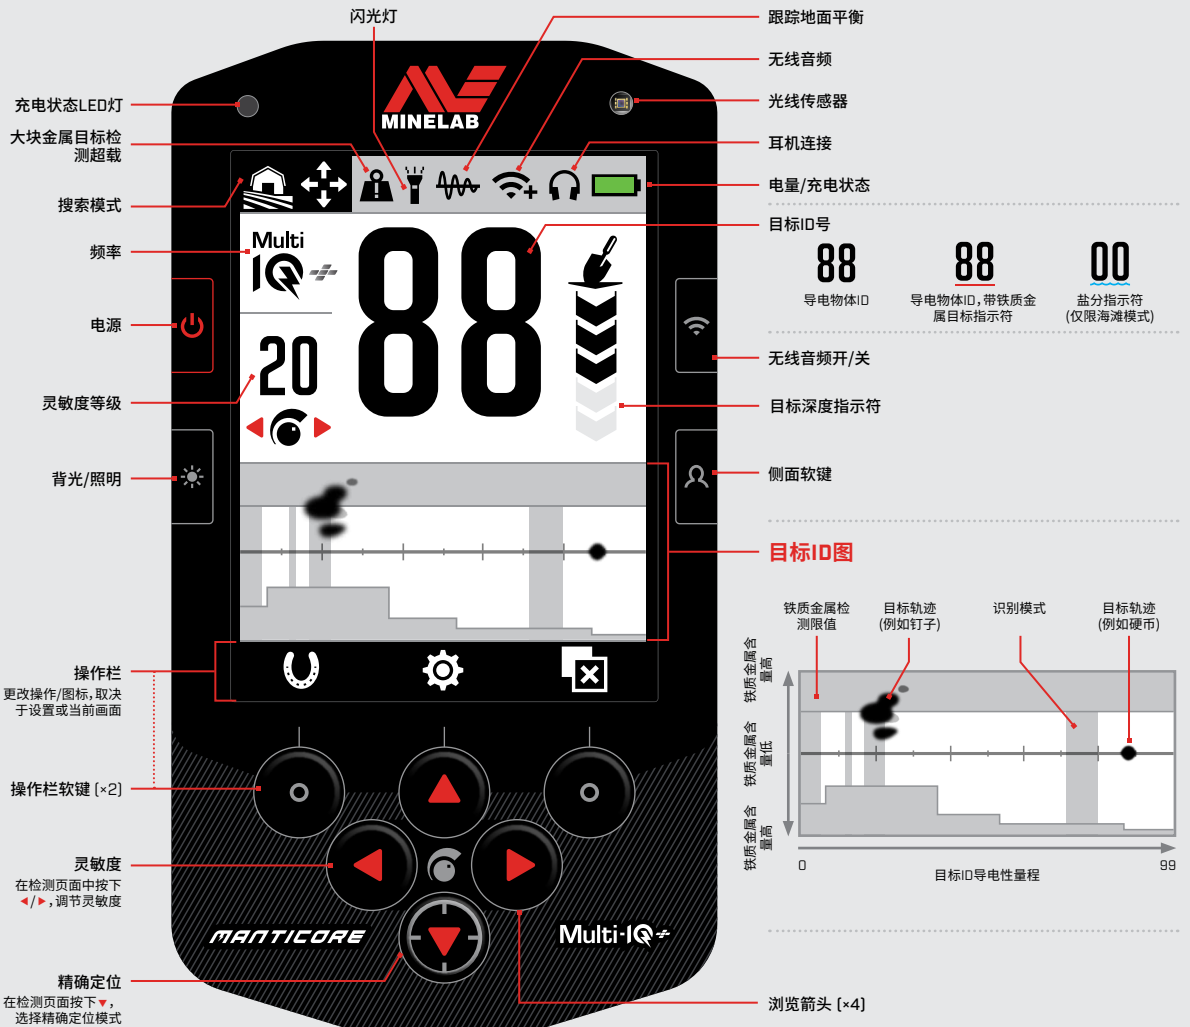 闪光灯
跟踪地面平衡
无线音频
充电状态LED灯
光线传感器
大块金属目标检
测超载
耳机连接
MINELAB
电量/充电状态
搜索模式
目标ID号
频率
Multi
IQ
88
88
88
00
导电物体ID
导电物体ID,带铁质金
属目标指示符
盐分指示符
(仅限海滩模式)
电源
20
无线音频开/关
灵敏度等级
目标深度指示符
背光/照明
侧面软键
目标ID图
铁质金属检
测限值
目标轨迹
(例如钉子)
识别模式
目标轨迹
(例如硬币)
铁质金属含
量高
铁质金属含
量低
铁质金属含
量高
0
99
目标ID导电性量程
操作栏
更改操作/图标,取决
于设置或当前画面
操作栏软键 (×2)
灵敏度
在检测页面中按下
◀/▶,调节灵敏度
MANTICORE
Multi-IQ+
精确定位
在检测页面按下▼,
选择精确定位模式
浏览箭头 (×4)